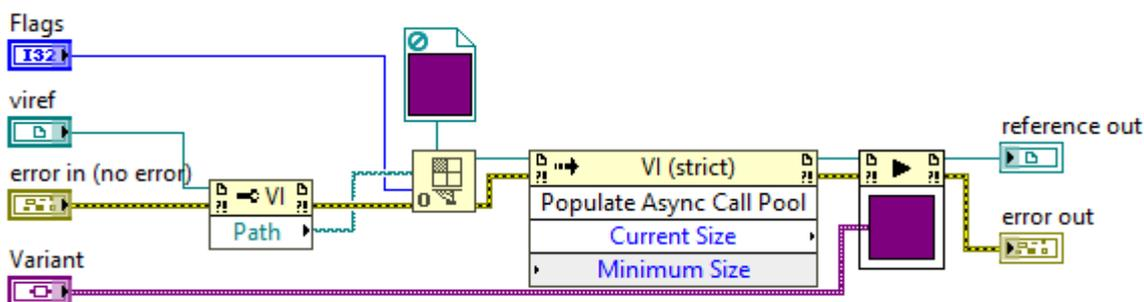 Flags
I32
viref
error in (no error)
Variant
VI
Path
0
VI (strict)
Populate Async Call Pool
Current Size
Minimum Size
reference out
error out